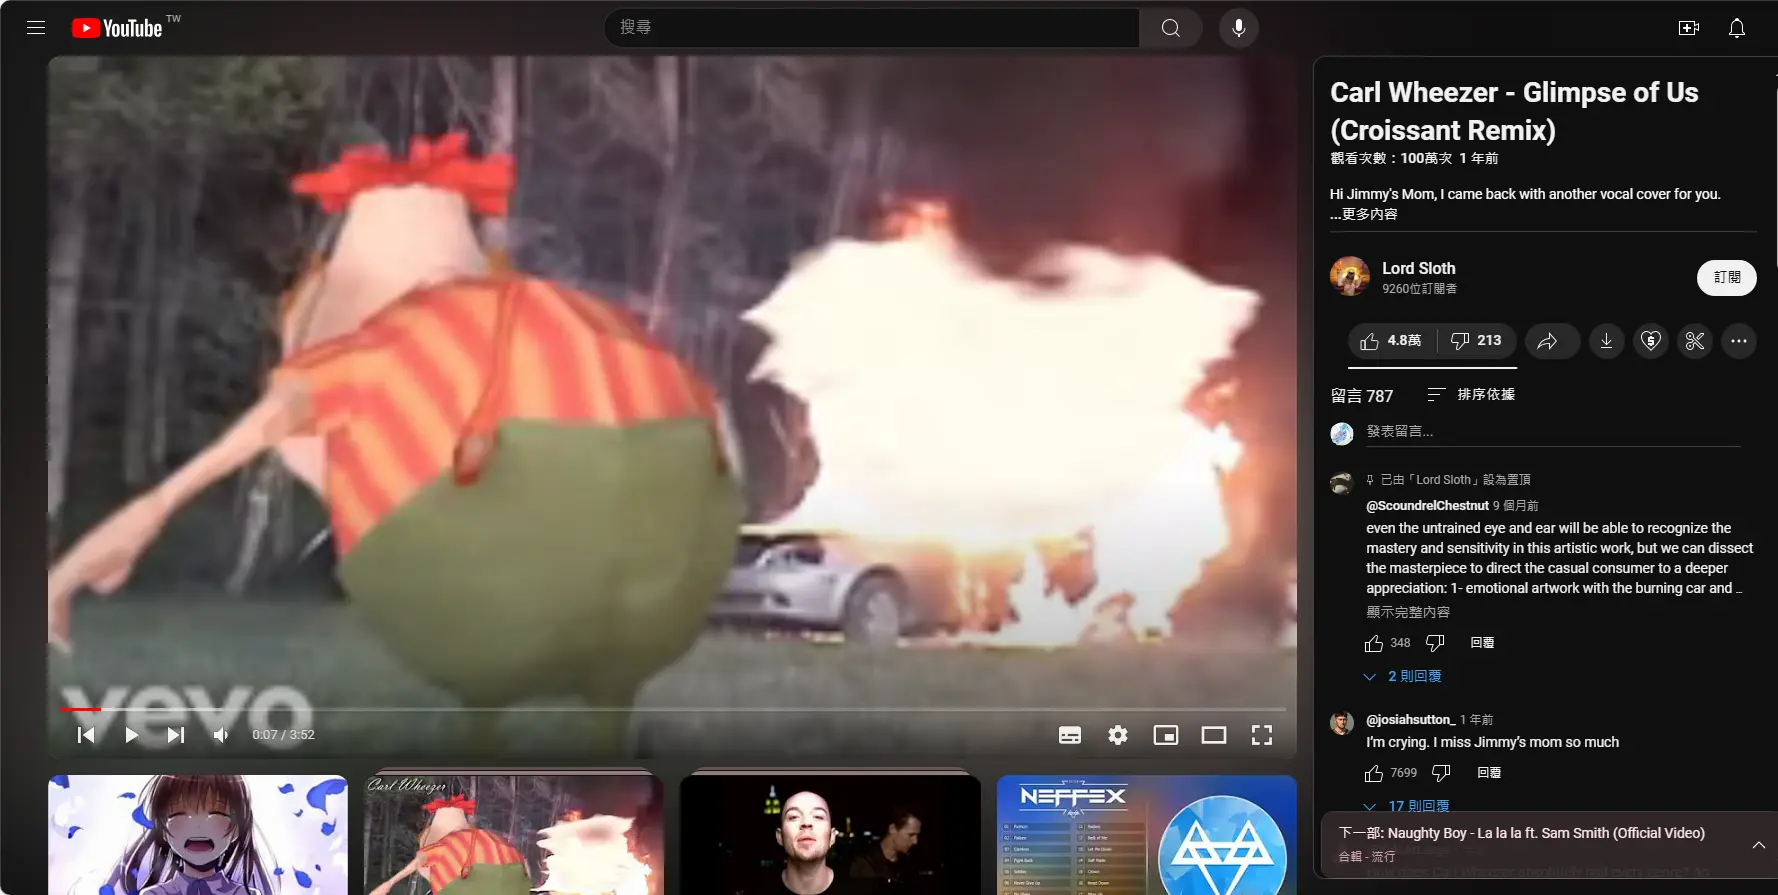 YouTube TW
搜尋
vevo
0:07 / 3:52
Carl Wheezer
NEFFEX
Carl Wheezer - Glimpse of Us
(Croissant Remix)
觀看次數：100萬次 1 年前
Hi Jimmy's Mom, I came back with another vocal cover for you.
...更多內容
Lord Sloth
9260位訂閱者
訂閱
4.8萬
213
留言 787
排序依據
發表留言...
已由「Lord Sloth」設為置頂
@ScoundrelChestnut 9 個月前
even the untrained eye and ear will be able to recognize the
mastery and sensitivity in this artistic work, but we can dissect
the masterpiece to direct the casual consumer to a deeper
appreciation: 1- emotional artwork with the burning car and ...
顯示完整內容
348
回覆
2 則回覆
@josiahsutton_ 1 年前
I’m crying. I miss Jimmy’s mom so much
7699
回覆
17 則回覆
下一部: Naughty Boy - La la la ft. Sam Smith (Official Video)
合輯 - 流行